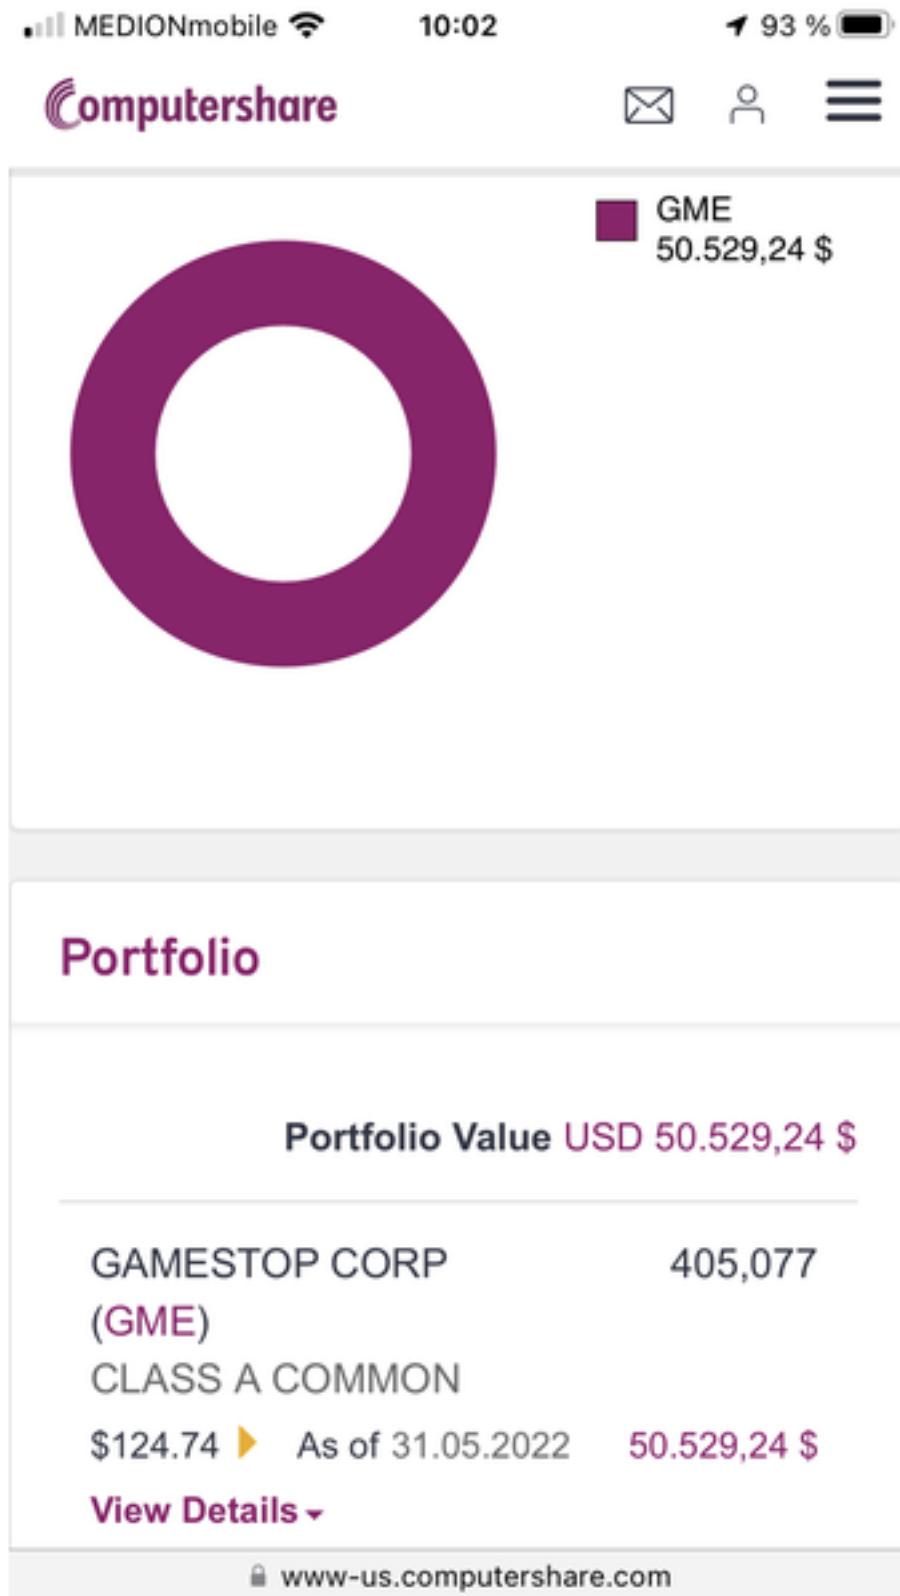 MEDIONmobile 10:02 93 %
Computershare
GME
50.529,24 $
Portfolio
Portfolio Value USD 50.529,24 $
GAMESTOP CORP 405,077
(GME)
CLASS A COMMON
$124.74 As of 31.05.2022 50.529,24 $
View Details
www-us.computershare.com